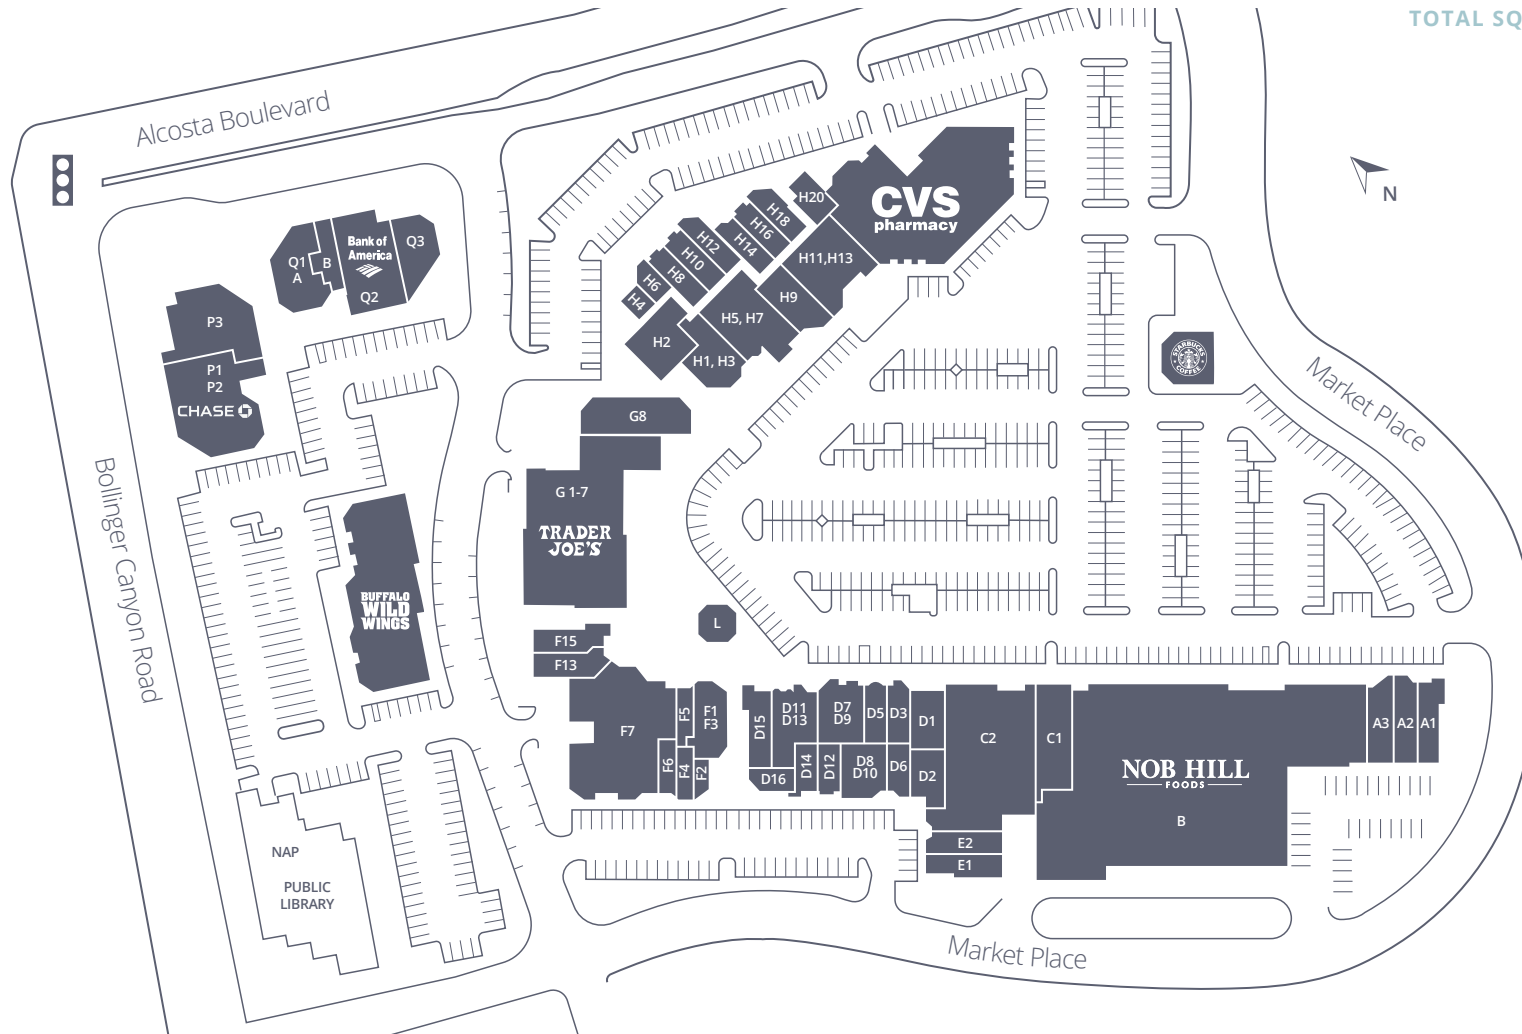 TOTAL SQ
Alcosta Boulevard
N
Q1
A
B
Bank of
America
Q2
Q3
P3
P1
P2
CHASE
H20
CVS
pharmacy
H18
H16
H14
H12
H10
H8
H6
H4
H11,H13
H9
H5, H7
H2
H1, H3
STARBUCKS
COFFEE
Market Place
G8
G 1-7
TRADER
JOE'S
Bollinger Canyon Road
BUFFALO
WILD
WINGS
L
F15
F13
F7
F5
F1
F3
F6
F4
F2
D15
D11
D13
D7
D9
D5
D3
D1
D16
D14
D12
D8
D10
D6
D2
C2
C1
A3
A2
A1
NOB HILL
FOODS
B
E2
E1
NAP
PUBLIC
LIBRARY
Market Place